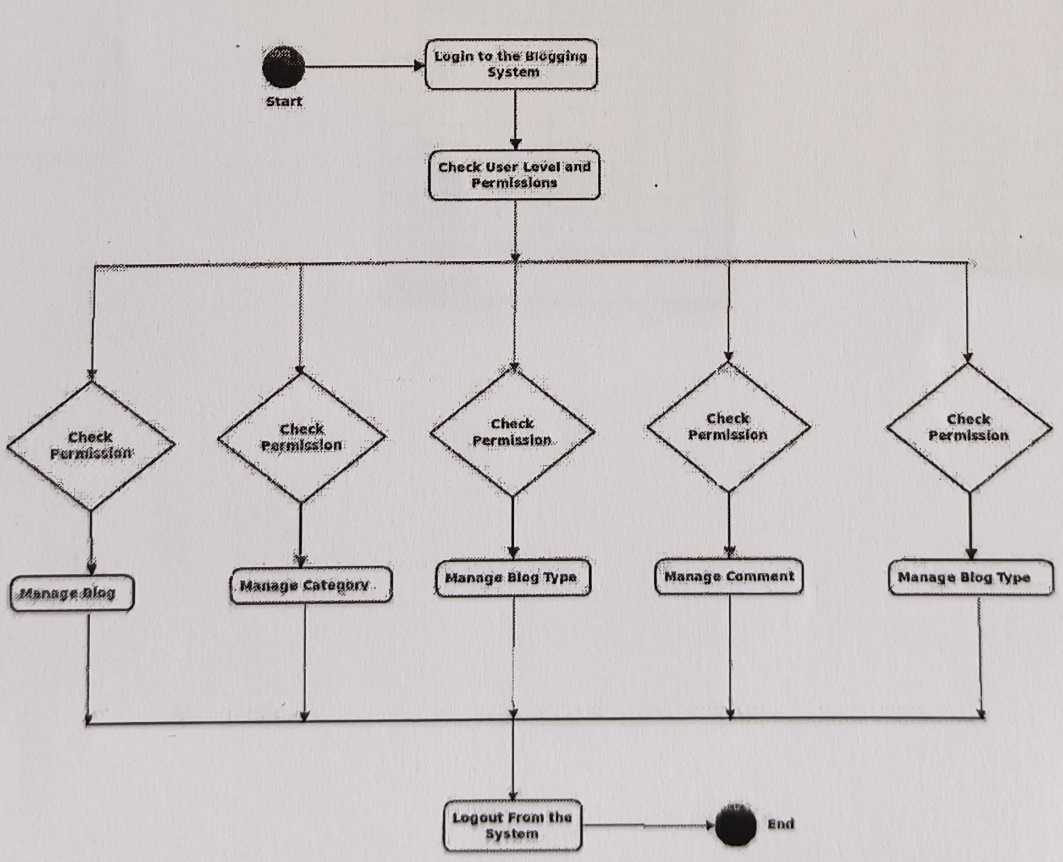 Login to the Blogging
System
Start
Check User Level and
Permissions
Check
Permission
Check
Permission
Check
Permission
Check
Permission
Check
Permission
Manage Blog
Manage Category
Manage Blog Type
Manage Comment
Manage Blog Type
Logout From the
System
End